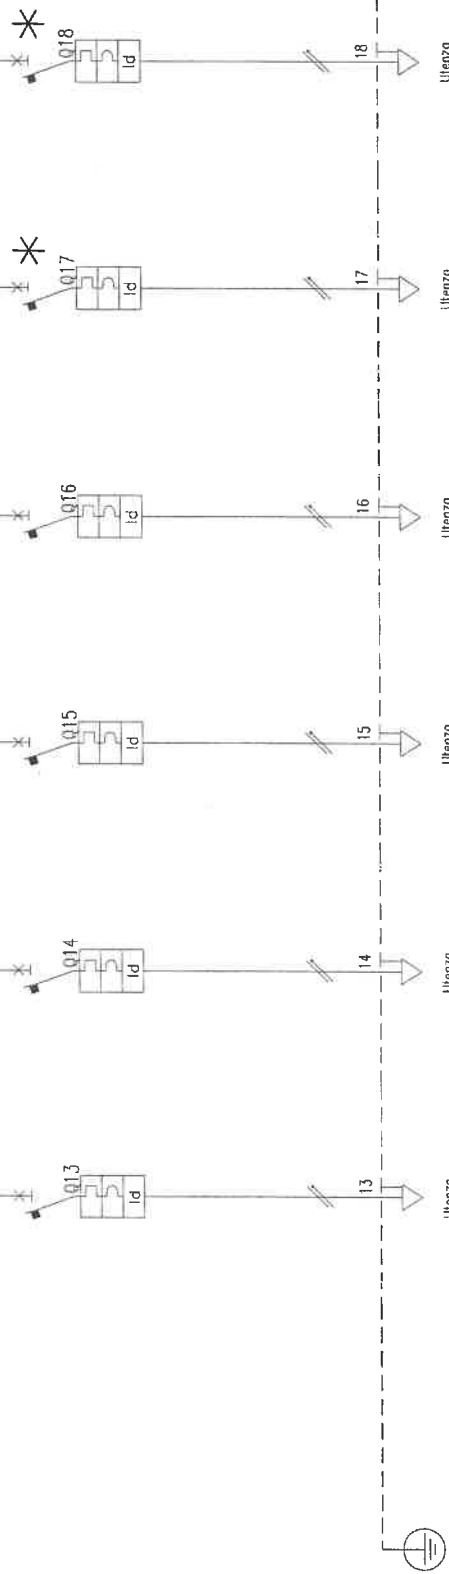 Q18
Id
18
Utenza
Q17
Id
17
Utenza
Q16
Id
16
Utenza
Q15
Id
15
Utenza
Q14
Id
14
Utenza
Q13
Id
13
Utenza